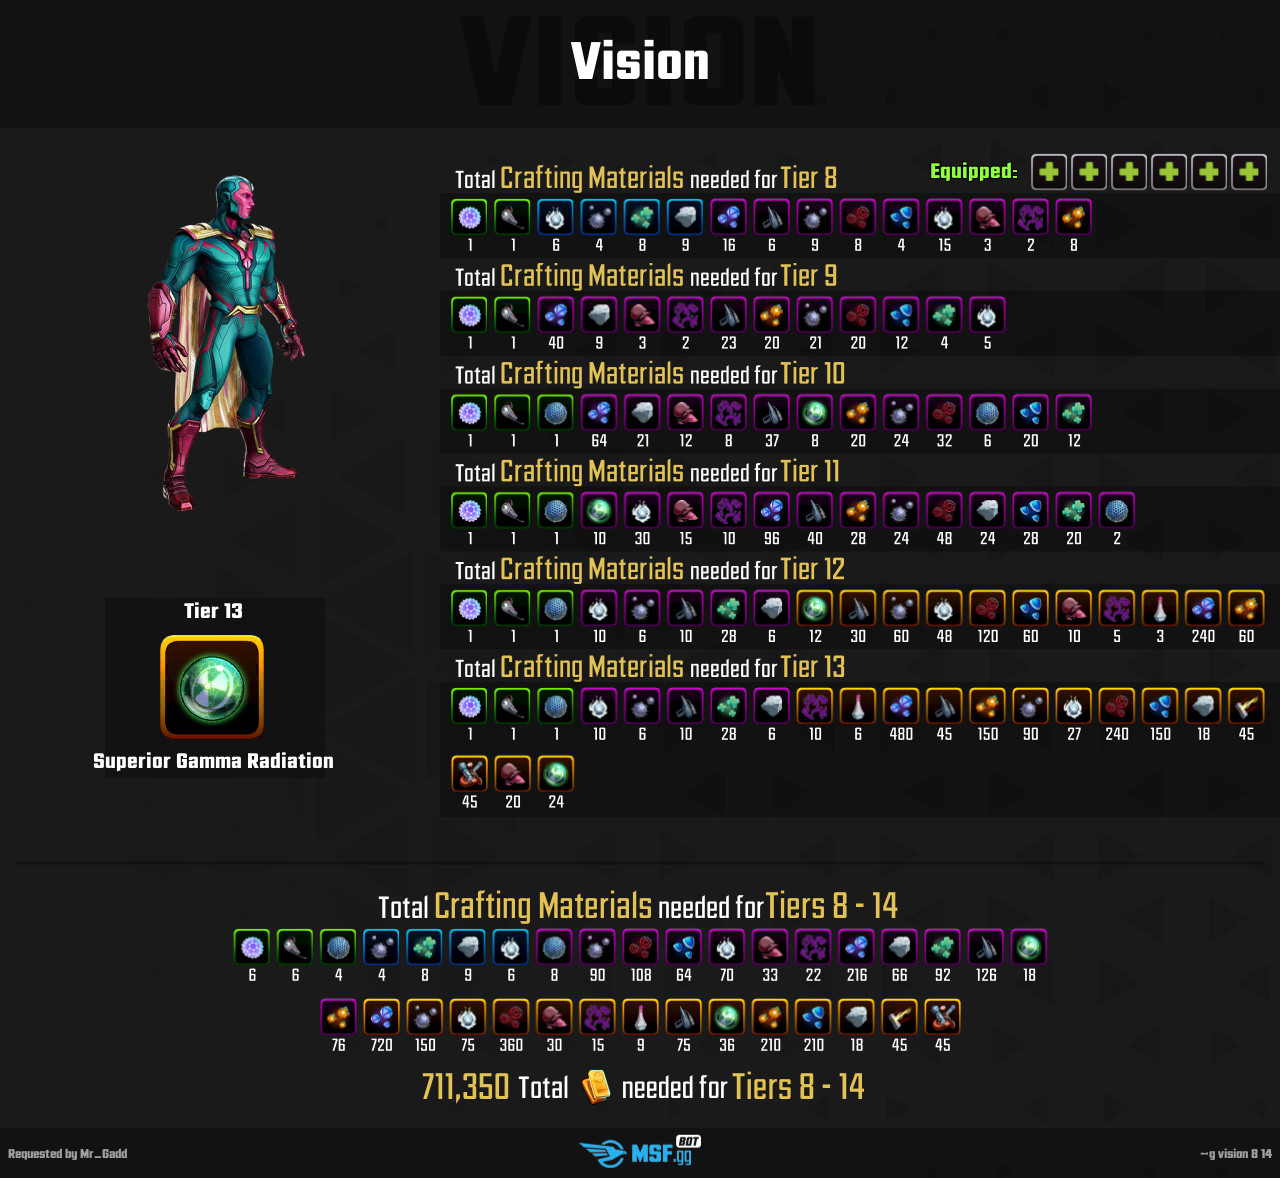 VISION
Vision
Equipped:
Total Crafting Materials needed for Tier 8
1 1 6 4 8 9 16 6 9 8 4 15 3 2 8
Total Crafting Materials needed for Tier 9
1 1 40 9 3 2 23 20 21 20 12 4 5
Total Crafting Materials needed for Tier 10
1 1 1 64 21 12 8 37 8 20 24 32 6 20 12
Total Crafting Materials needed for Tier 11
1 1 1 10 30 15 10 96 40 28 24 48 24 28 20 2
Total Crafting Materials needed for Tier 12
1 1 1 10 6 10 28 6 12 30 60 48 120 60 10 5 3 240 60
Total Crafting Materials needed for Tier 13
1 1 1 10 6 10 28 6 10 6 480 45 150 90 27 240 150 18 45
45 20 24
Tier 13
Superior Gamma Radiation
Total Crafting Materials needed for Tiers 8 - 14
6 6 4 4 8 9 6 8 90 108 64 70 33 22 216 66 92 126 18
76 720 150 75 360 30 15 9 75 36 210 210 18 45 45
711,350 Total needed for Tiers 8 - 14
Requested by Mr_Gadd
MSF.gg BOT
~g vision 8 14